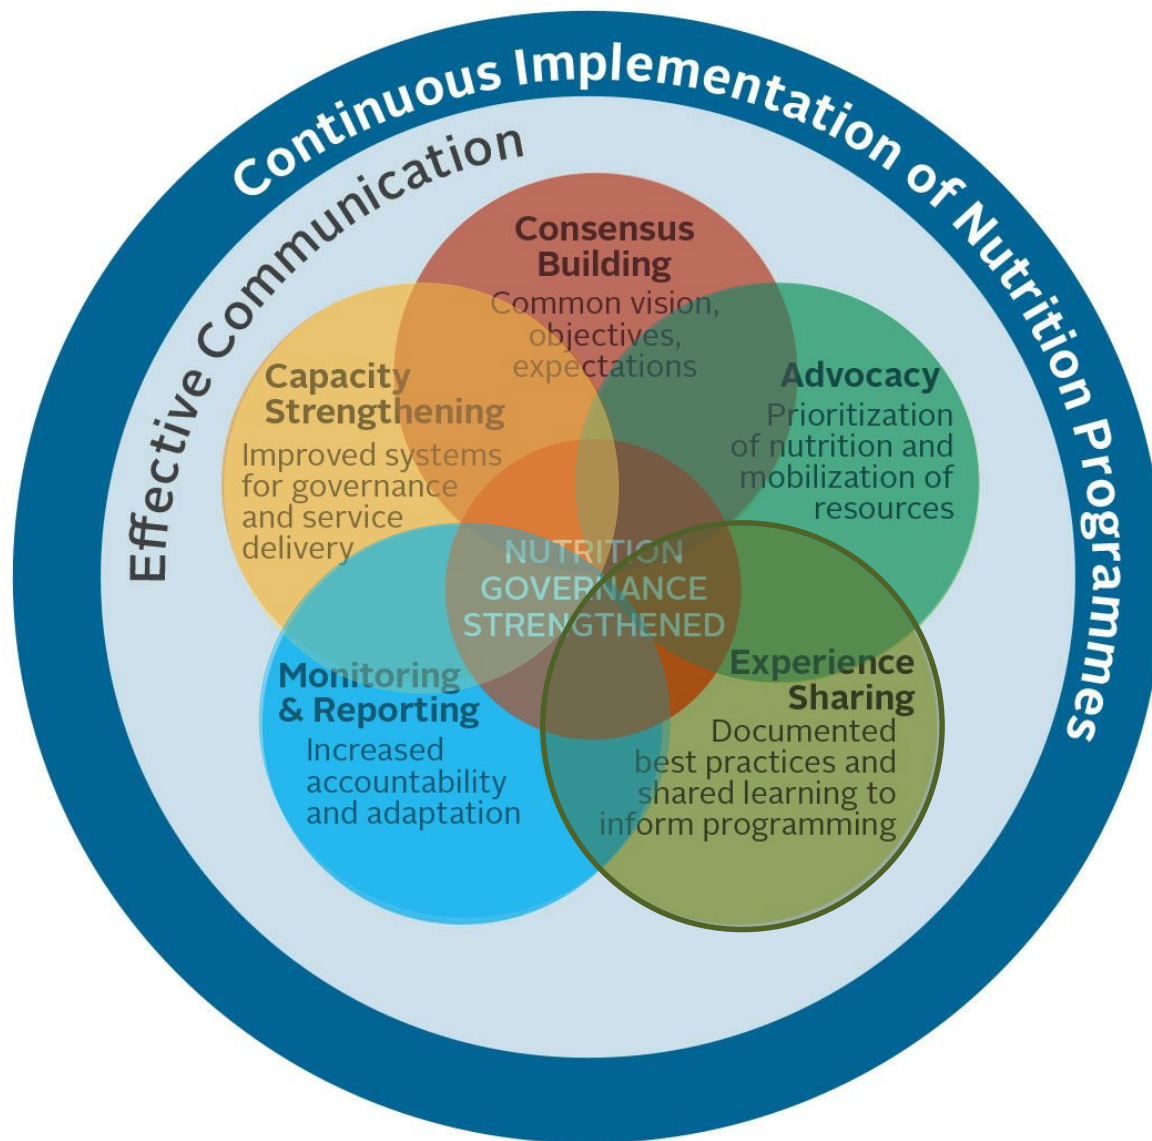 Continuous Implementation of Nutrition Programmes
Effective Communication
Consensus
Building
Common vision,
objectives,
expectations
Capacity
Strengthening
Improved systems
for governance
and service
delivery
Advocacy
Prioritization
of nutrition and
mobilization of
resources
NUTRITION
GOVERNANCE
STRENGTHENED
Monitoring
& Reporting
Increased
accountability
and adaptation
Experience
Sharing
Documented
best practices and
shared learning to
inform programming